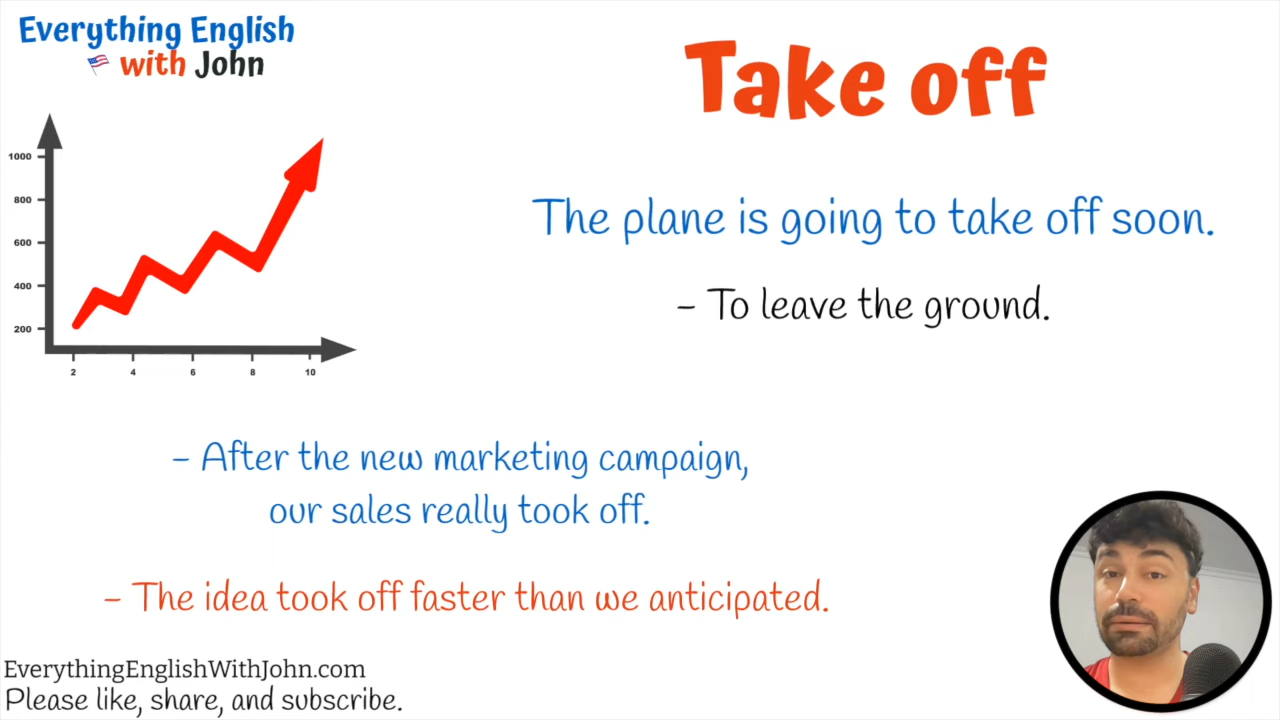 Everything English
with John
Take off
1000
800
600
400
200
2 4 6 8 10
The plane is going to take off soon.
- To leave the ground.
- After the new marketing campaign,
our sales really took off.
- The idea took off faster than we anticipated.
EverythingEnglishWithJohn.com
Please like, share, and subscribe.